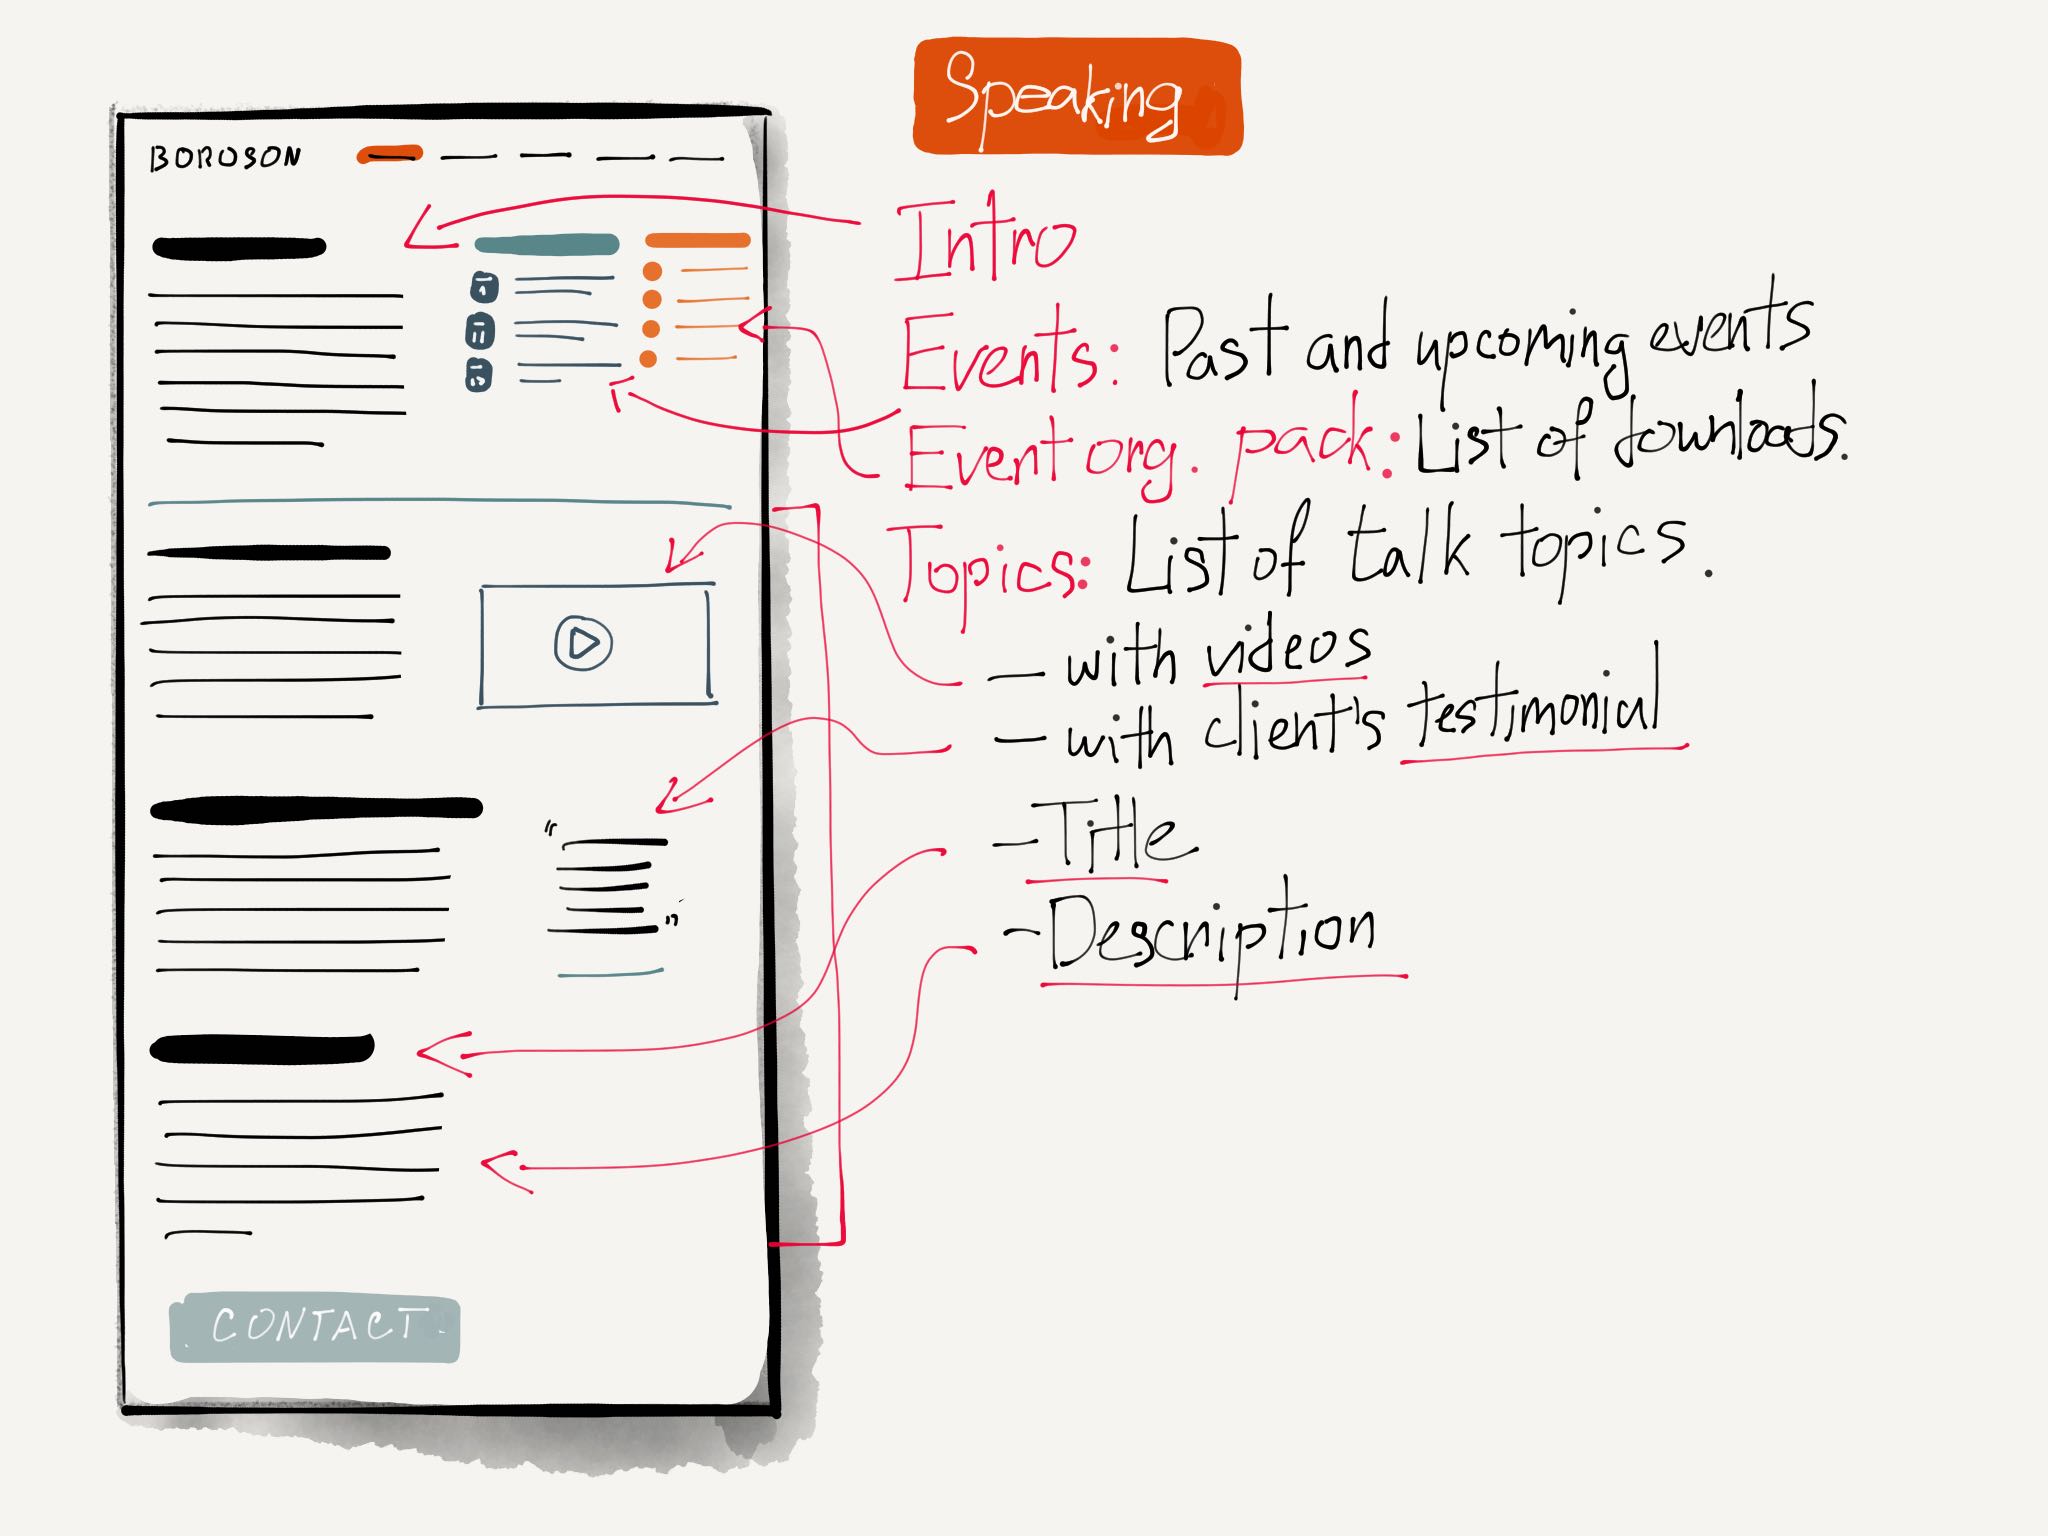 Speaking
BOROSON
Intro
Events: Past and upcoming events
Event org. pack: List of downloads.
Topics: List of talk topics.
— with videos
— with client's testimonial
- Title
- Description
CONTACT